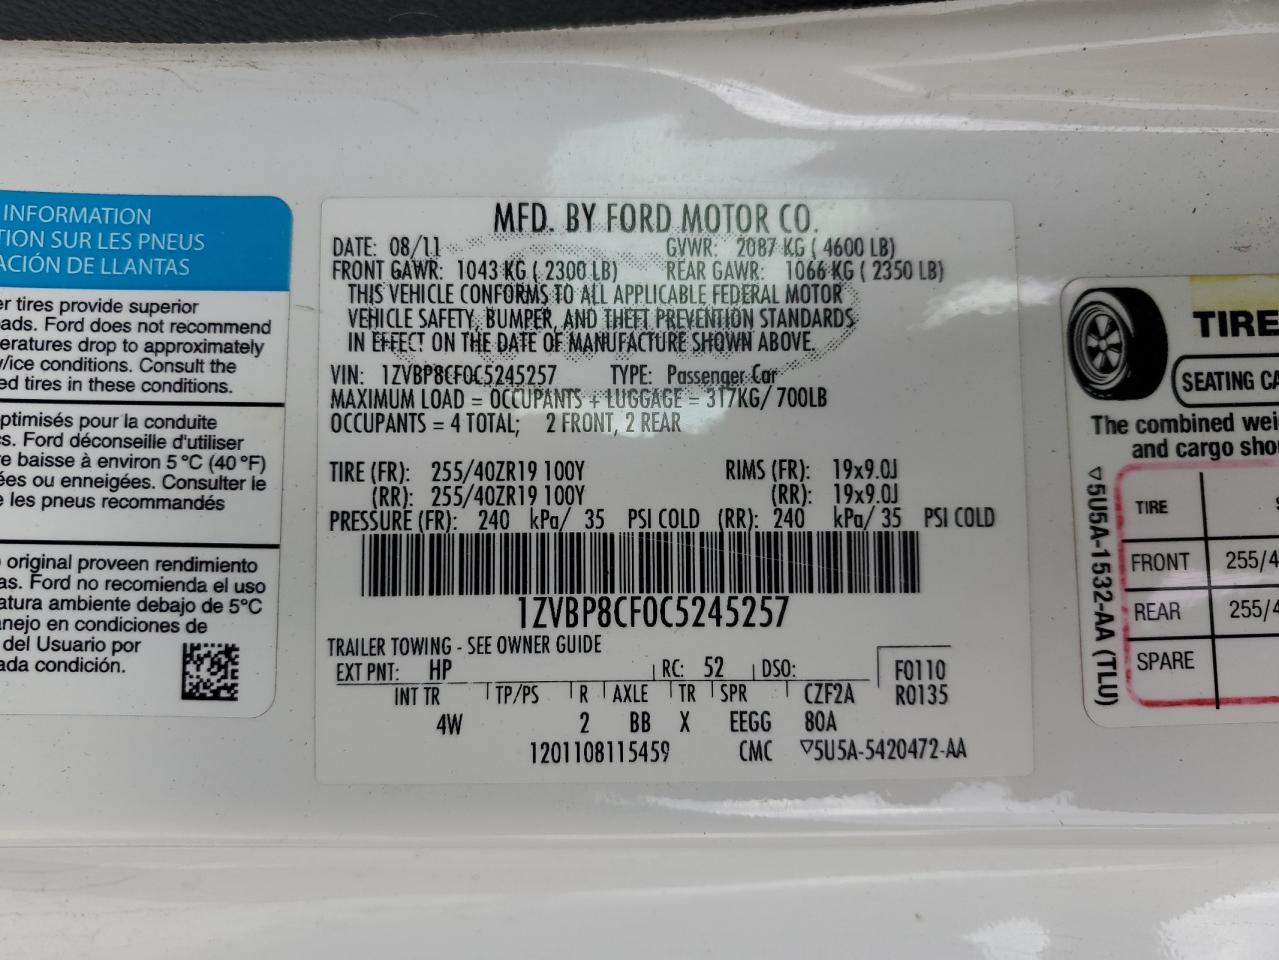 INFORMATION
TION SUR LES PNEUS
ACIÓN DE LLANTAS
er tires provide superior
ads. Ford does not recommend
eratures drop to approximately
/ice conditions. Consult the
ed tires in these conditions.
ptimisés pour la conduite
s. Ford déconseille d'utiliser
e baisse à environ 5 °C (40 °F)
ées ou enneigées. Consulter le
e les pneus recommandés
original proveen rendimiento
as. Ford no recomienda el uso
atura ambiente debajo de 5°C
anejo en condiciones de
del Usuario por
ada condición.
MFD. BY FORD MOTOR CO.
DATE: 08/11 GVWR: 2087 KG ( 4600 LB)
FRONT GAWR: 1043 KG ( 2300 LB) REAR GAWR: 1066 KG ( 2350 LB)
THIS VEHICLE CONFORMS TO ALL APPLICABLE FEDERAL MOTOR
VEHICLE SAFETY, BUMPER, AND THEFT PREVENTION STANDARDS
IN EFFECT ON THE DATE OF MANUFACTURE SHOWN ABOVE.
VIN: 1ZVBP8CF0C5245257 TYPE: Passenger Car
MAXIMUM LOAD = OCCUPANTS + LUGGAGE = 317KG/ 700LB
OCCUPANTS = 4 TOTAL; 2 FRONT, 2 REAR
TIRE (FR): 255/40ZR19 100Y RIMS (FR): 19x9.0J
(RR): 255/40ZR19 100Y (RR): 19x9.0J
PRESSURE (FR): 240 kPa/ 35 PSI COLD (RR): 240 kPa/ 35 PSI COLD
1ZVBP8CF0C5245257
TRAILER TOWING - SEE OWNER GUIDE
EXT PNT: HP RC: 52 DSO: F0110
INT TR TP/PS R AXLE TR SPR CZF2A R0135
4W 2 BB X EEGG 80A
1201108115459 CMC ▽5U5A-5420472-AA
TIRE
SEATING CA
The combined wei
and cargo shou
▽5U5A-1532-AA (TLU)
TIRE S
FRONT 255/4
REAR 255/4
SPARE